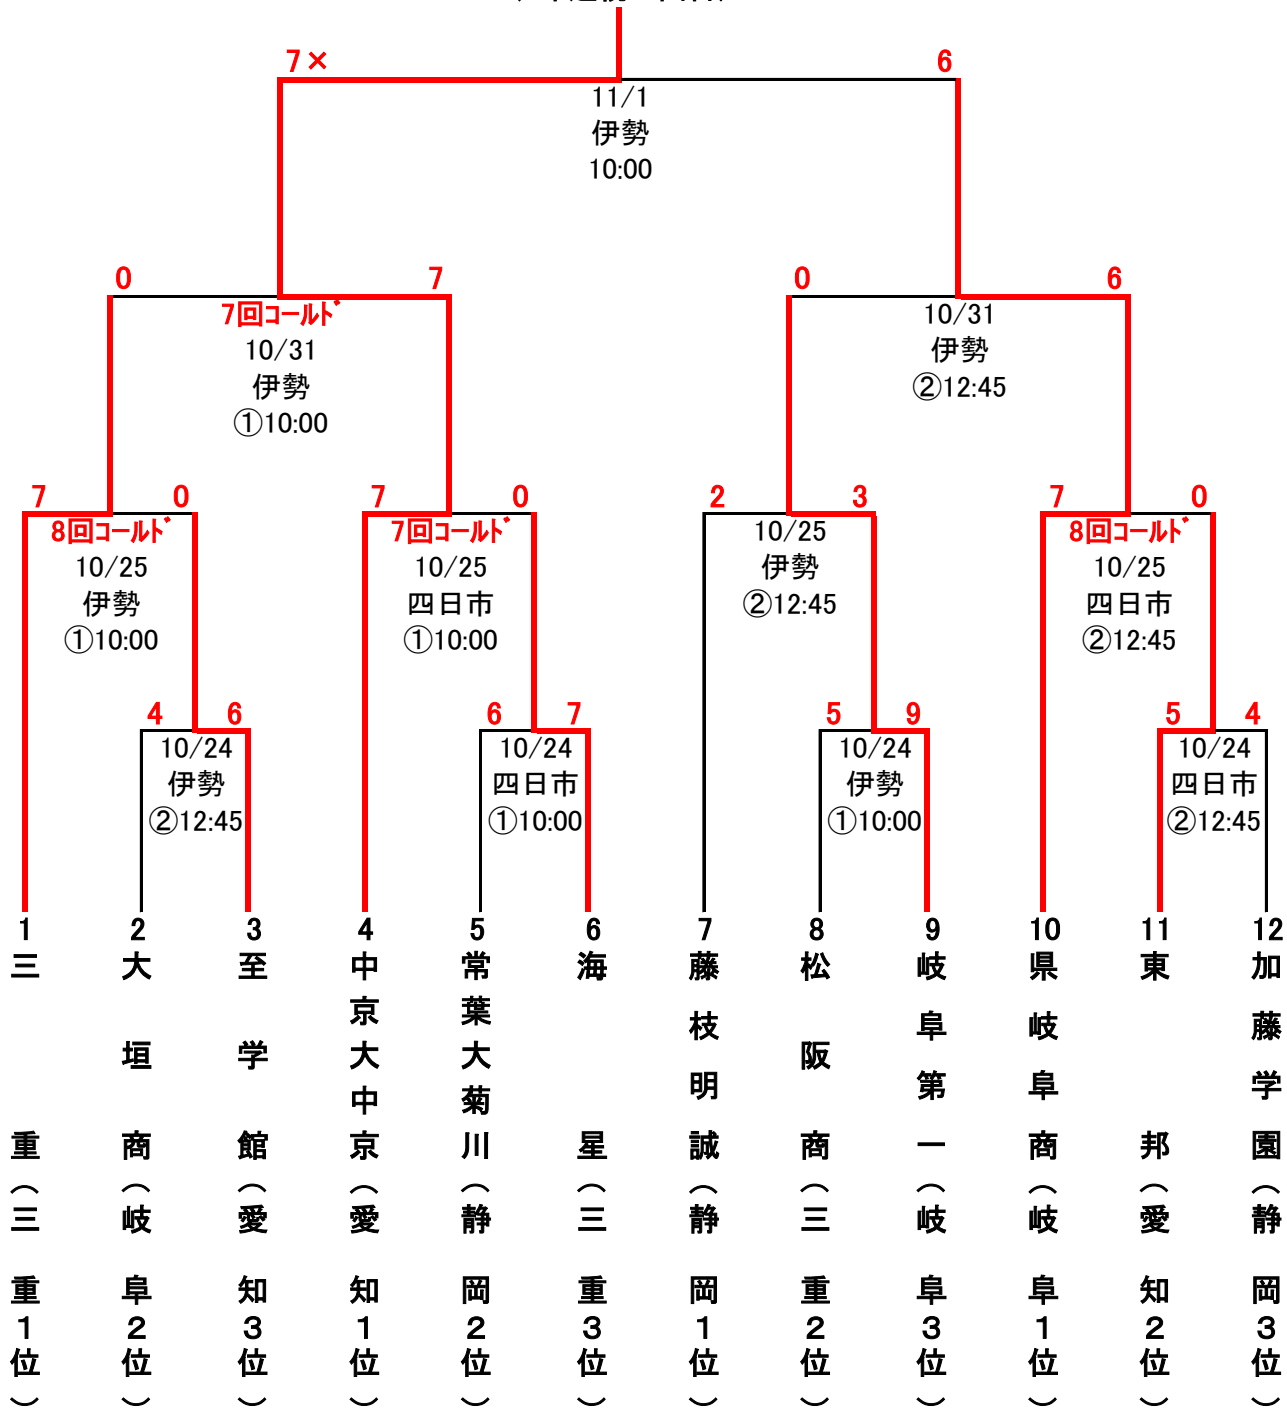 7× 6
11/1
伊勢
10:00
0 7 0 6
7回コールド
10/31
伊勢
①10:00
10/31
伊勢
②12:45
7 0 7 0 2 3 7 0
8回コールド
10/25
伊勢
①10:00
7回コールド
10/25
四日市
①10:00
10/25
伊勢
②12:45
8回コールド
10/25
四日市
②12:45
4 6 6 7 5 9 5 4
10/24
伊勢
②12:45
10/24
四日市
①10:00
10/24
伊勢
①10:00
10/24
四日市
②12:45
1 2 3 4 5 6 7 8 9 10 11 12
三重(三重1位)
大垣商(岐阜2位)
至学館(愛知3位)
中京大中京(愛知1位)
常葉大菊川(静岡2位)
海星(三重3位)
藤枝明誠(静岡1位)
松阪商(三重2位)
岐阜第一(岐阜3位)
県岐阜商(岐阜1位)
東邦(愛知2位)
加藤学園(静岡3位)